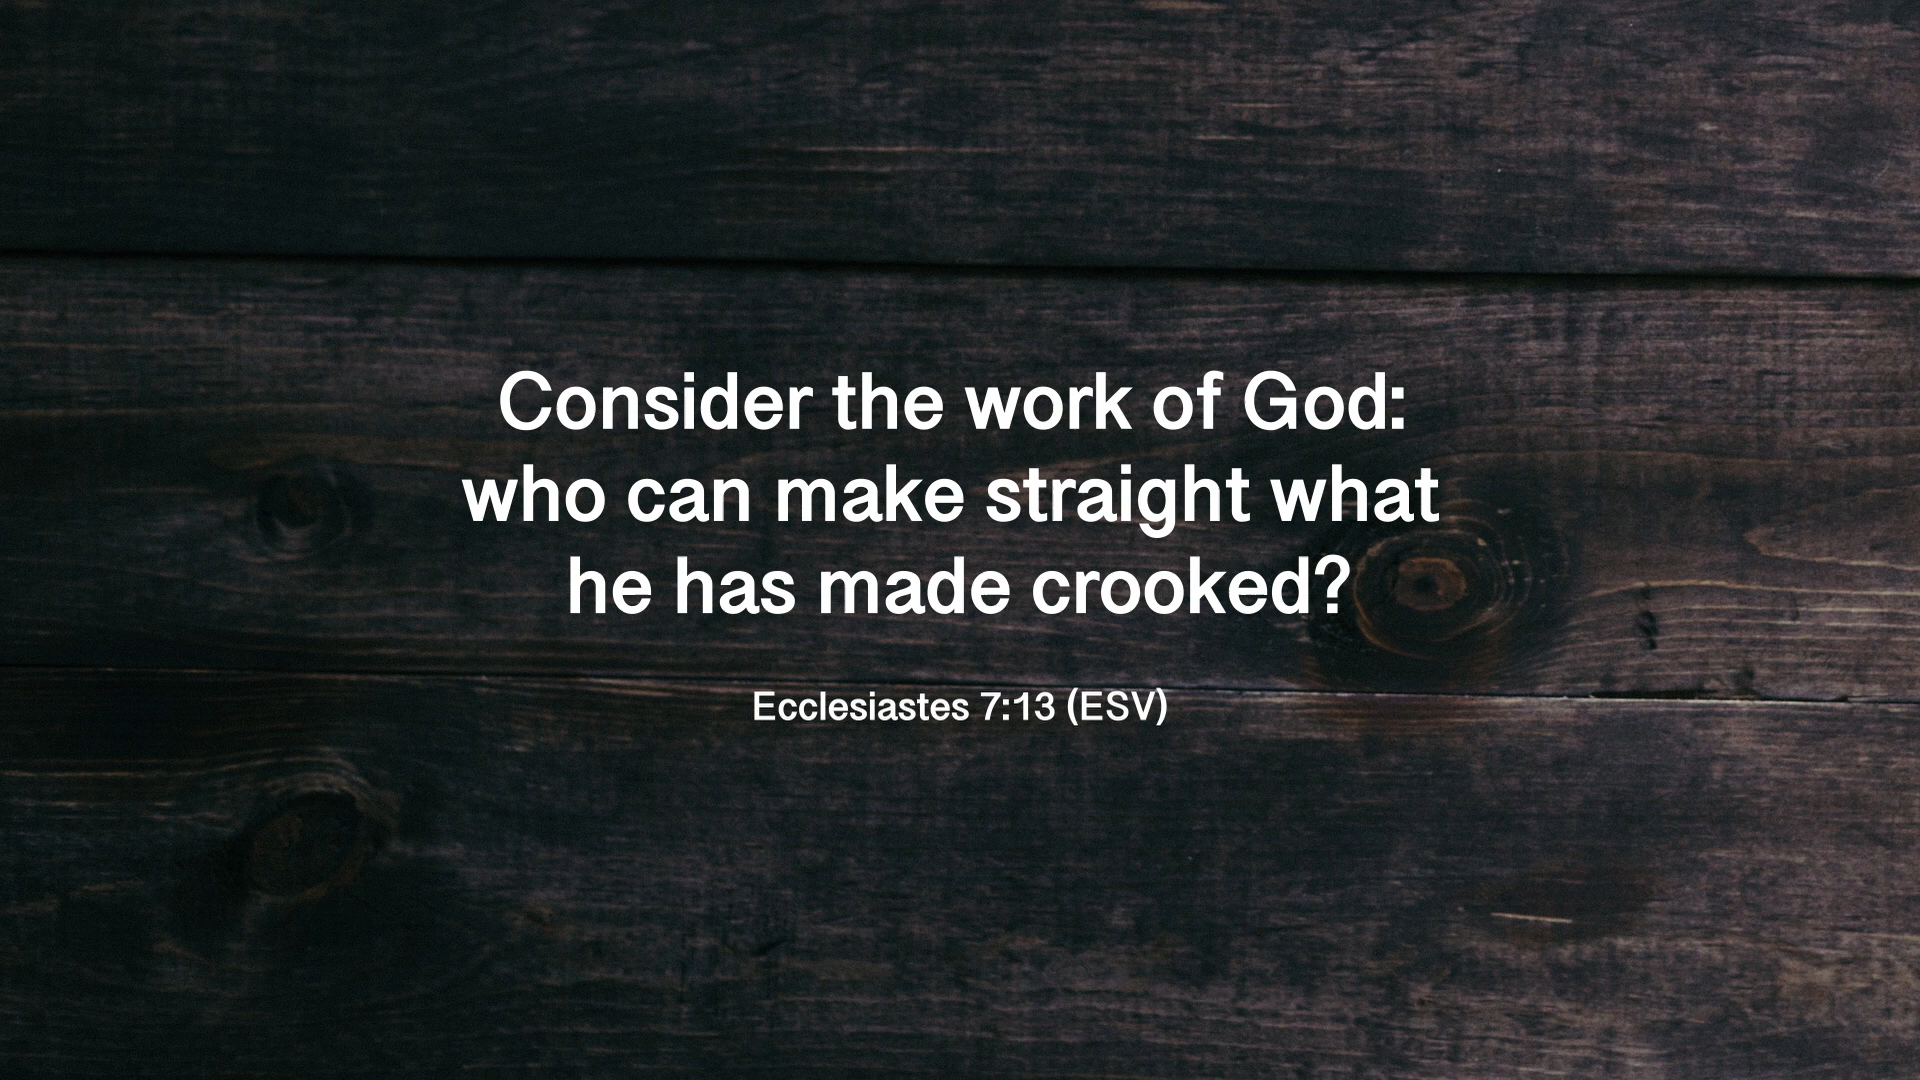 Consider the work of God:
who can make straight what
he has made crooked?
Ecclesiastes 7:13 (ESV)